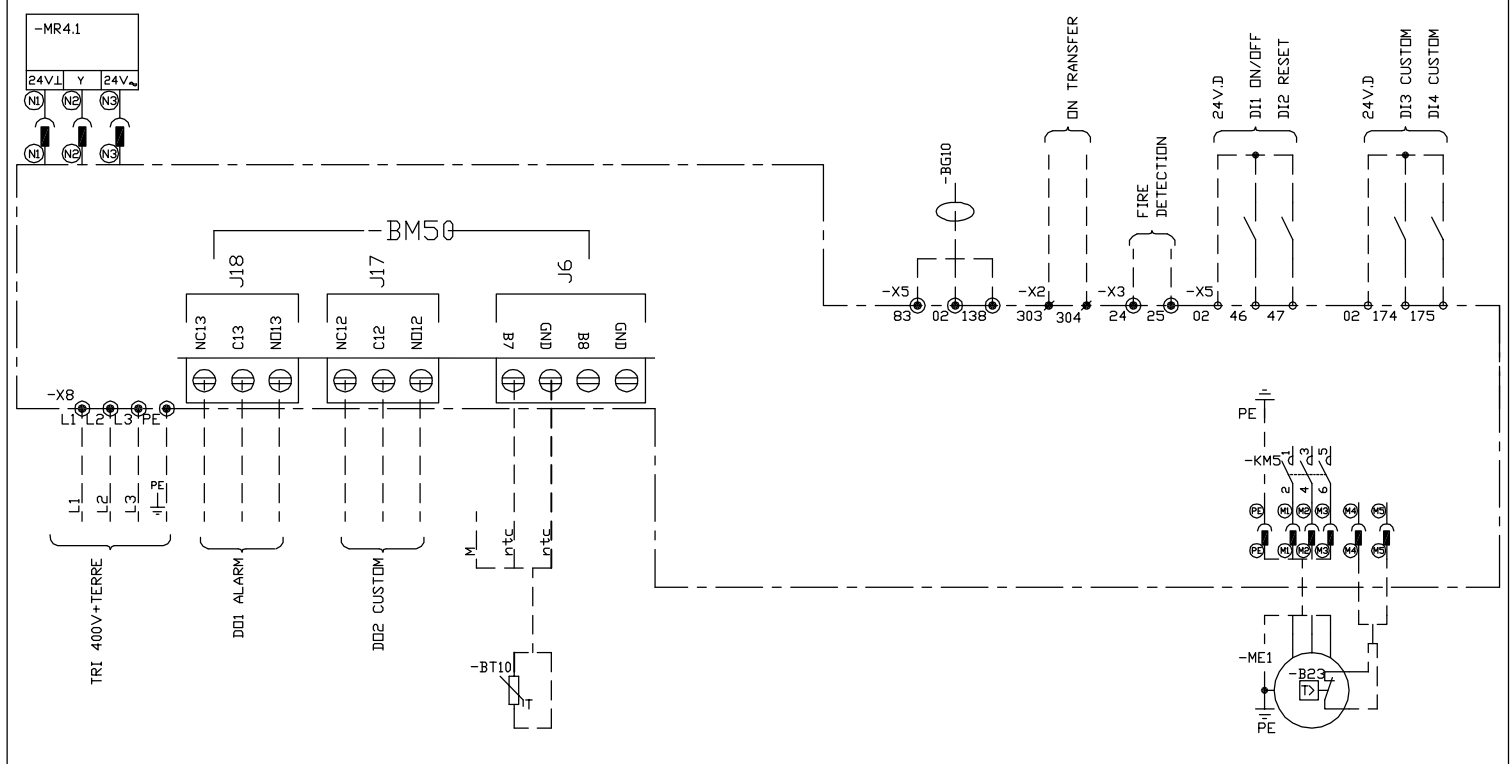 -MR4.1
24V⊥ Y 24V~
N1 N2 N3
N1 N2 N3
-BM50
J18 J17 J6
NC13 C13 NO13
NC12 C12 NO12
B7 GND B8 GND
-X8
L1 L2 L3 PE
L1 L2 L3 PE
TRI 400V+TERRE
DO1 ALARM
DO2 CUSTOM
M ntc ntc
-BT10
T
-BG10
ON TRANSFER
FIRE
DETECTION
24V.D
DI1 ON/OFF
DI2 RESET
24V.D
DI3 CUSTOM
DI4 CUSTOM
-X5 -X2 -X3 -X5
83 02 138 303 304 24 25 02 46 47 02 174 175
PE
-KM5 1 3 5
2 4 6
PE M1 M2 M3 M4 M5
PE M1 M2 M3 M4 M5
-ME1
-B23
T>
PE